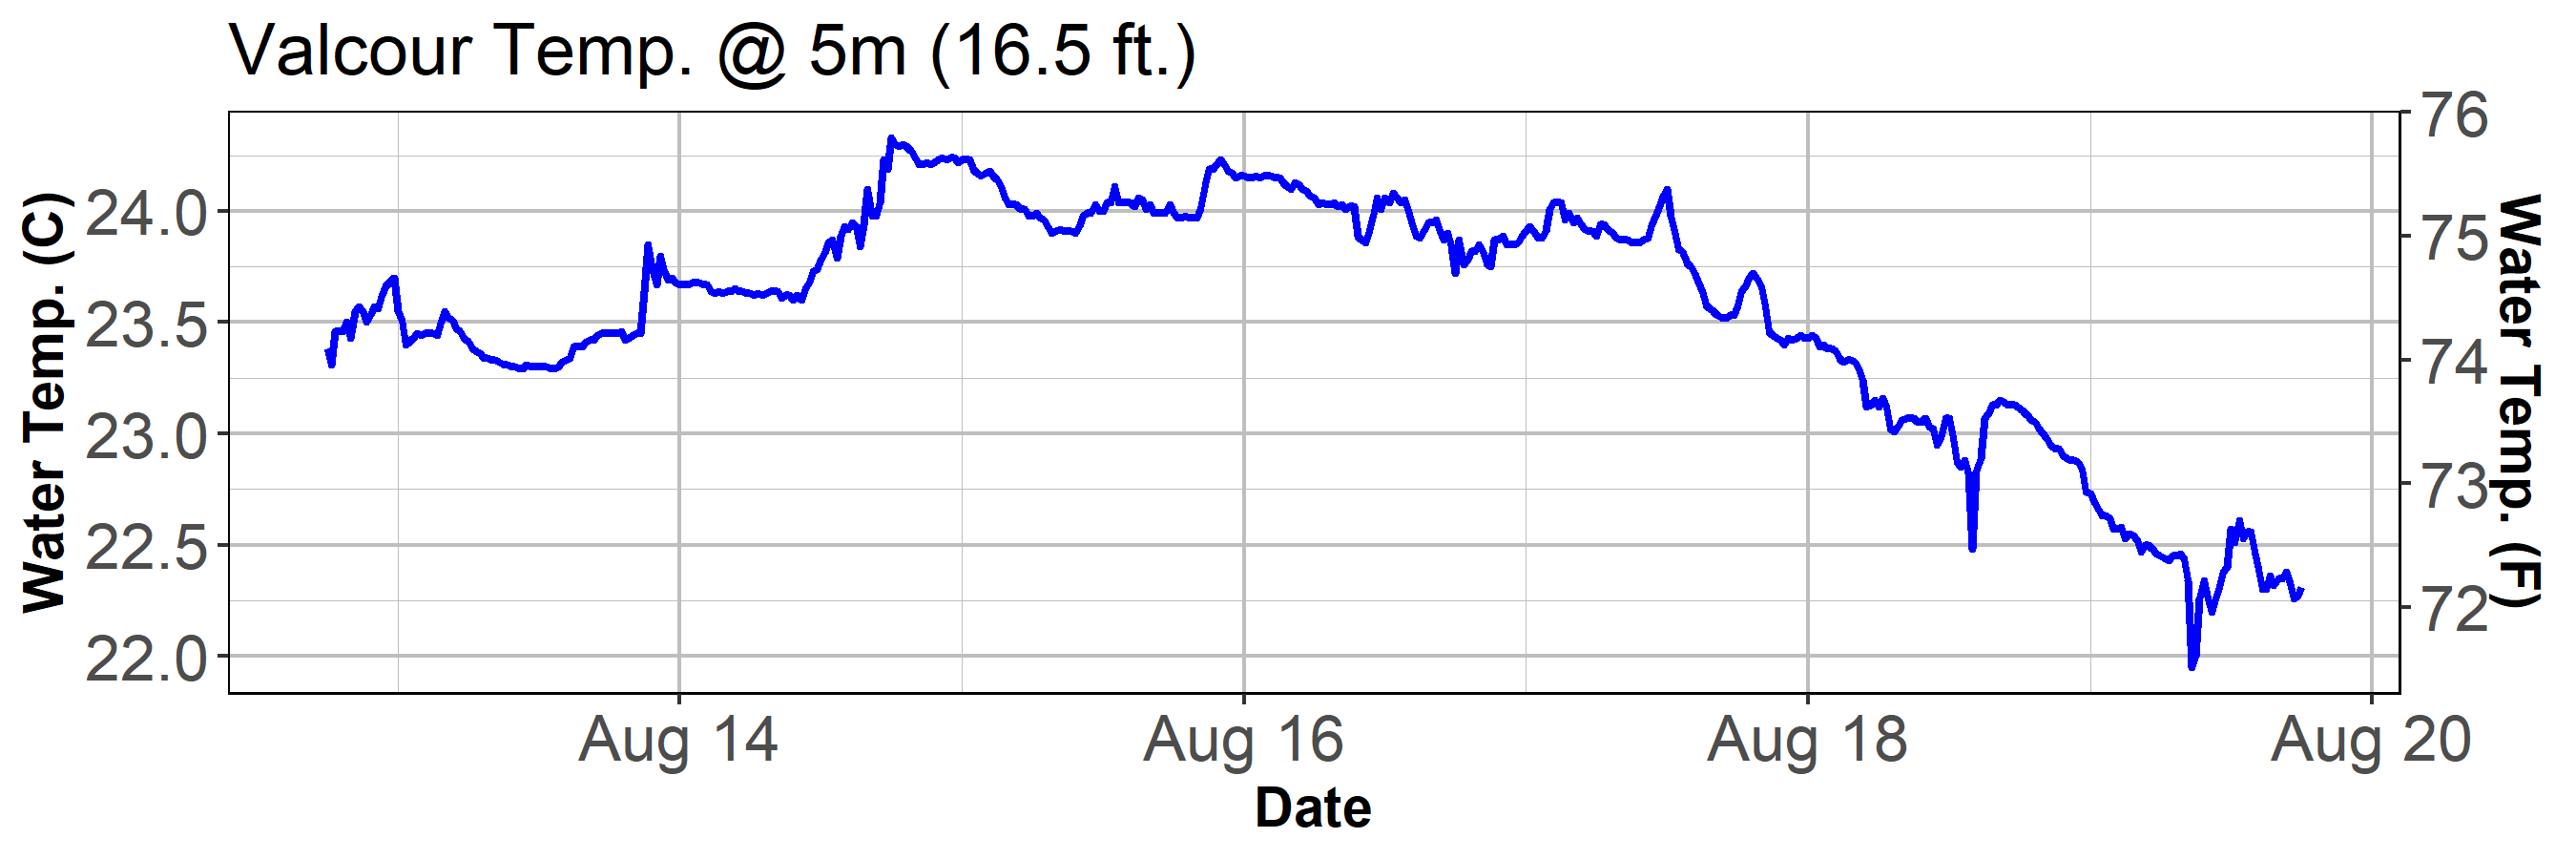 Valcour Temp. @ 5m (16.5 ft.)
Water Temp. (C)
24.0
23.5
23.0
22.5
22.0
76
75
74
73
72
Water Temp. (F)
Aug 14
Aug 16
Aug 18
Aug 20
Date